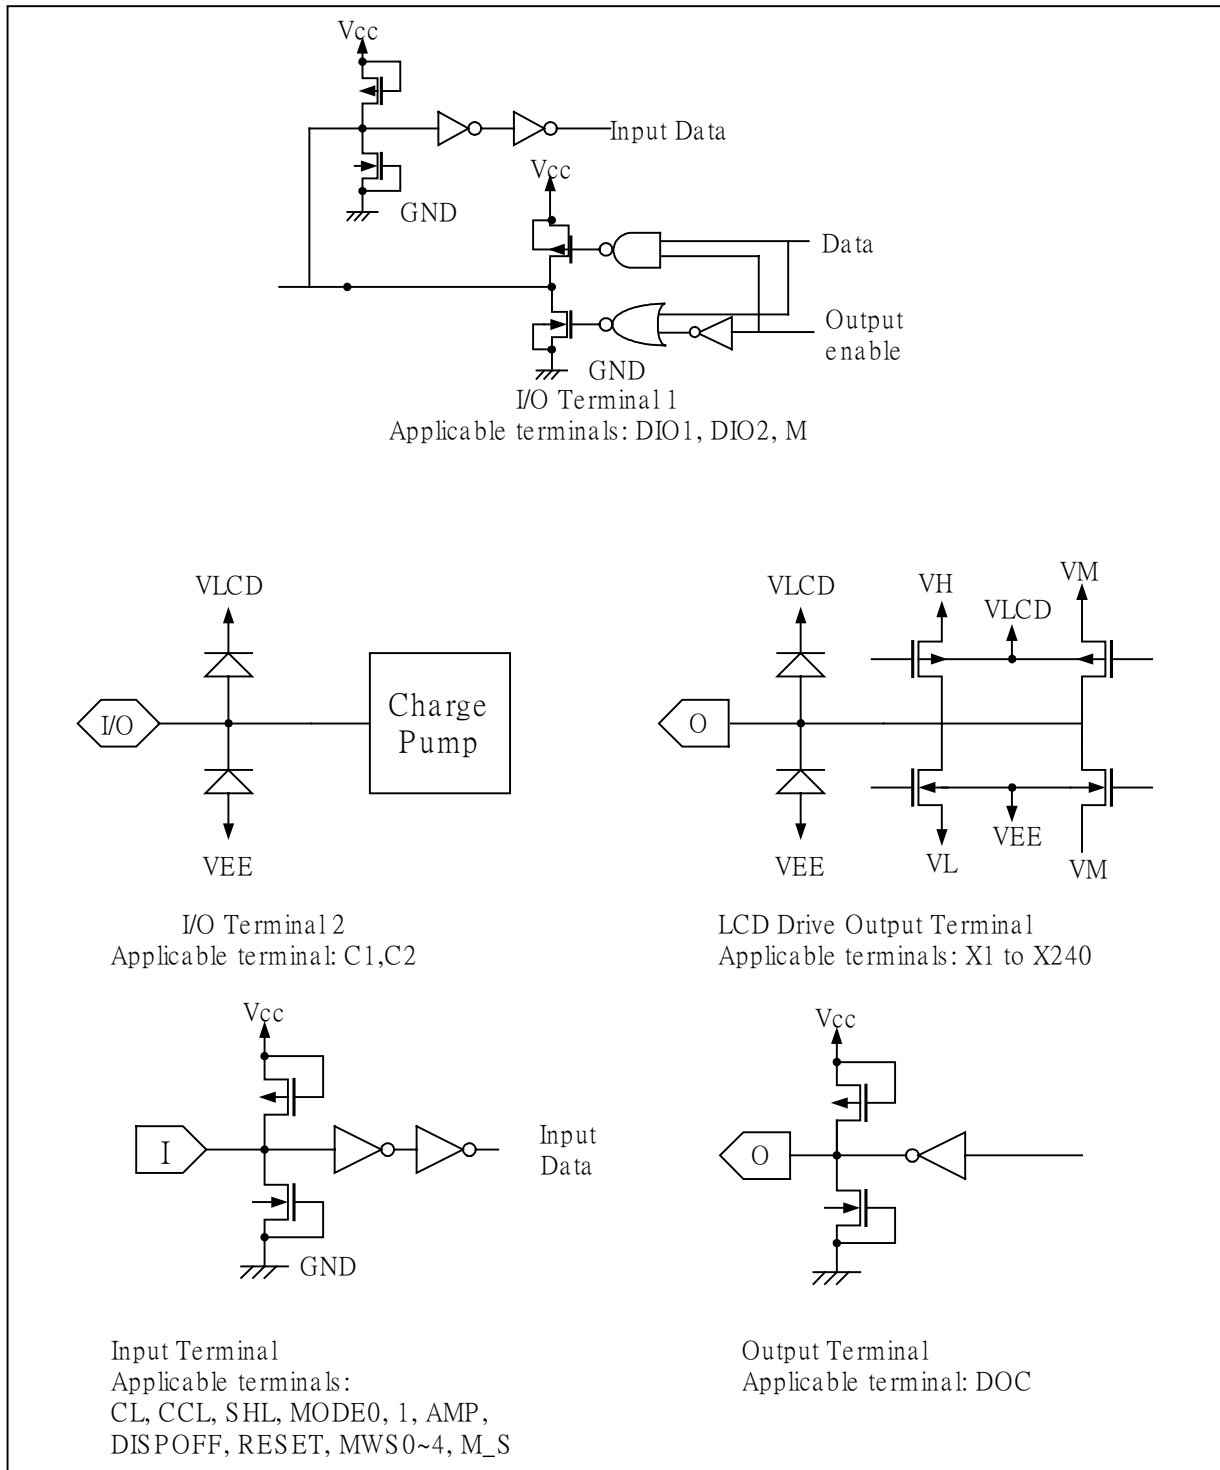 Vcc
Input Data
Vcc
GND
Data
Output
enable
GND
I/O Terminal 1
Applicable terminals: DIO1, DIO2, M
VLCD
I/O
Charge
Pump
VEE
I/O Terminal 2
Applicable terminal: C1,C2
VLCD
VH
VLCD
VM
O
VEE
VL
VEE
VM
LCD Drive Output Terminal
Applicable terminals: X1 to X240
Vcc
I
Input
Data
GND
Input Terminal
Applicable terminals:
CL, CCL, SHL, MODE0, 1, AMP,
DISPOFF, RESET, MWS0~4, M_S
Vcc
O
Output Terminal
Applicable terminal: DOC